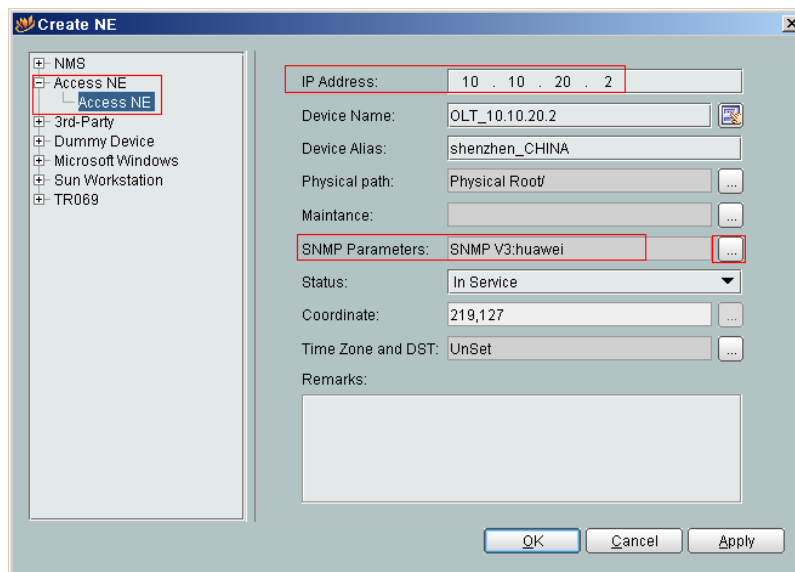 Create NE
NMS
Access NE
Access NE
3rd-Party
Dummy Device
Microsoft Windows
Sun Workstation
TR069
IP Address: 10 . 10 . 20 . 2
Device Name: OLT_10.10.20.2
Device Alias: shenzhen_CHINA
Physical path: Physical Root/ ...
Maintance: ...
SNMP Parameters: SNMP V3:huawei ...
Status: In Service
Coordinate: 219,127 ...
Time Zone and DST: UnSet ...
Remarks:
OK Cancel Apply